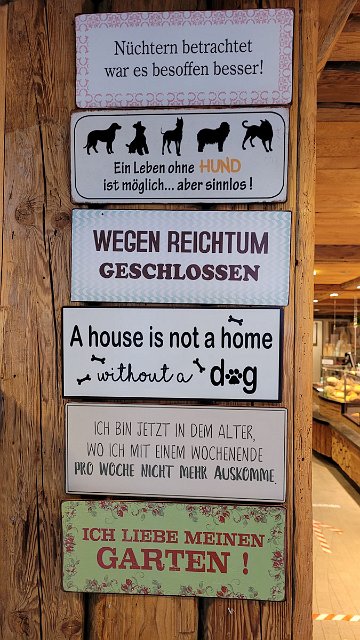 Nüchtern betrachtet
war es besoffen besser!
Ein Leben ohne HUND
ist möglich... aber sinnlos!
WEGEN REICHTUM
GESCHLOSSEN
A house is not a home
without a dog
ICH BIN JETZT IN DEM ALTER,
WO ICH MIT EINEM WOCHENENDE
PRO WOCHE NICHT MEHR AUSKOMME.
ICH LIEBE MEINEN
GARTEN !